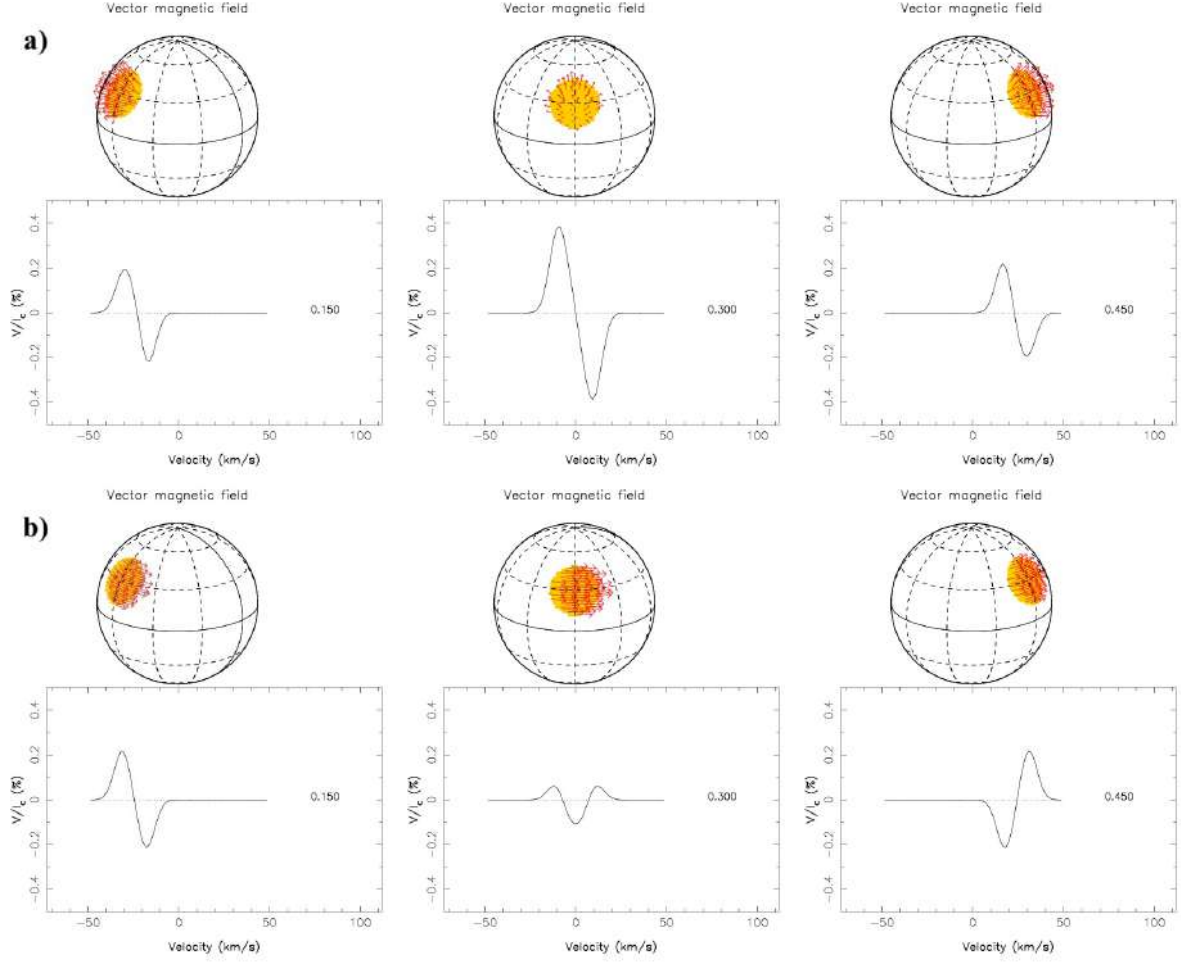 Vector magnetic field Vector magnetic field Vector magnetic field
a)
0.4 0.4 0.4
0.2 0.2 0.2
V/Ic (%) 0 0.150 V/Ic (%) 0 0.300 V/Ic (%) 0 0.450
−0.2 −0.2 −0.2
−0.4 −0.4 −0.4
−50 0 50 100 −50 0 50 100 −50 0 50 100
Velocity (km/s) Velocity (km/s) Velocity (km/s)
Vector magnetic field Vector magnetic field Vector magnetic field
b)
0.4 0.4 0.4
0.2 0.2 0.2
V/Ic (%) 0 0.150 V/Ic (%) 0 0.300 V/Ic (%) 0 0.450
−0.2 −0.2 −0.2
−0.4 −0.4 −0.4
−50 0 50 100 −50 0 50 100 −50 0 50 100
Velocity (km/s) Velocity (km/s) Velocity (km/s)